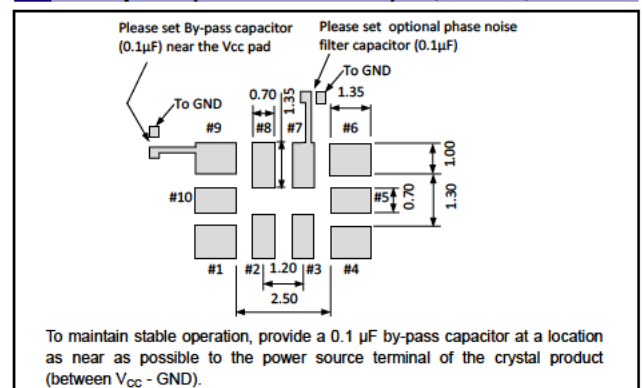 Please set By-pass capacitor
(0.1µF) near the Vcc pad
Please set optional phase noise
filter capacitor (0.1µF)
To GND
To GND
0.70
1.35
1.35
#9
#8
#7
#6
1.00
#10
#5
0.70
1.30
#1
#2
1.20
#3
#4
2.50
To maintain stable operation, provide a 0.1 µF by-pass capacitor at a location
as near as possible to the power source terminal of the crystal product
(between VCC - GND).